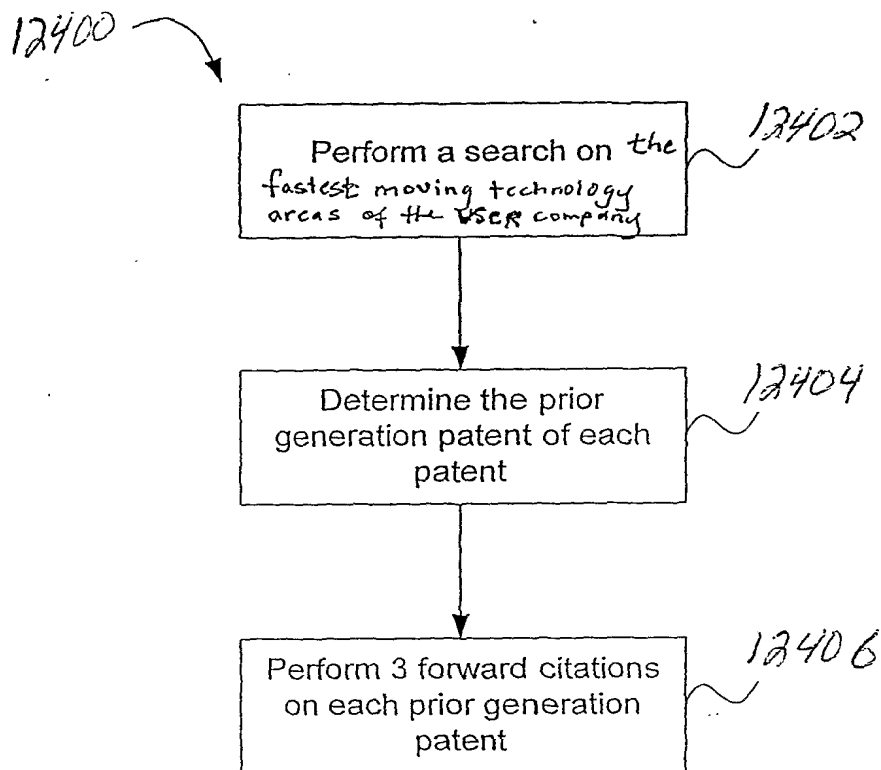 12400
12402
Perform a search on the
fastest moving technology
areas of the user company
12404
Determine the prior
generation patent of each
patent
12406
Perform 3 forward citations
on each prior generation
patent